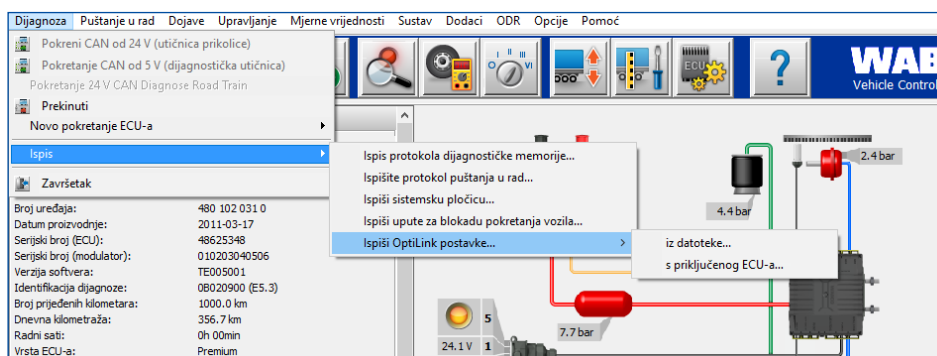 Dijagnoza Puštanje u rad Dojave Upravljanje Mjerne vrijednosti Sustav Dodaci ODR Opcije Pomoć
Pokreni CAN od 24 V (utičnica prikolice)
Pokretanje CAN od 5 V (dijagnostička utičnica)
Pokretanje 24 V CAN Diagnose Road Train
Prekinuti
Novo pokretanje ECU-a
Ispis
Završetak
Ispis protokola dijagnostičke memorije...
Ispišite protokol puštanja u rad...
Ispiši sistemsku pločicu...
Ispiši upute za blokadu pokretanja vozila...
Ispiši OptiLink postavke...
iz datoteke...
s priključenog ECU-a...
I II III
0 VI
ECU
?
WAB
Vehicle Control
Broj uređaja: 480 102 031 0
Datum proizvodnje: 2011-03-17
Serijski broj (ECU): 48625348
Serijski broj (modulator): 010203040506
Verzija softvera: TE005001
Identifikacija dijagnoze: 0B020900 (E5.3)
Broj prijeđenih kilometara: 1000.0 km
Dnevna kilometraža: 356.7 km
Radni sati: 0h 00min
Vrsta ECU-a: Premium
2.4 bar
4.4 bar
7.7 bar
5
24.1 V 1